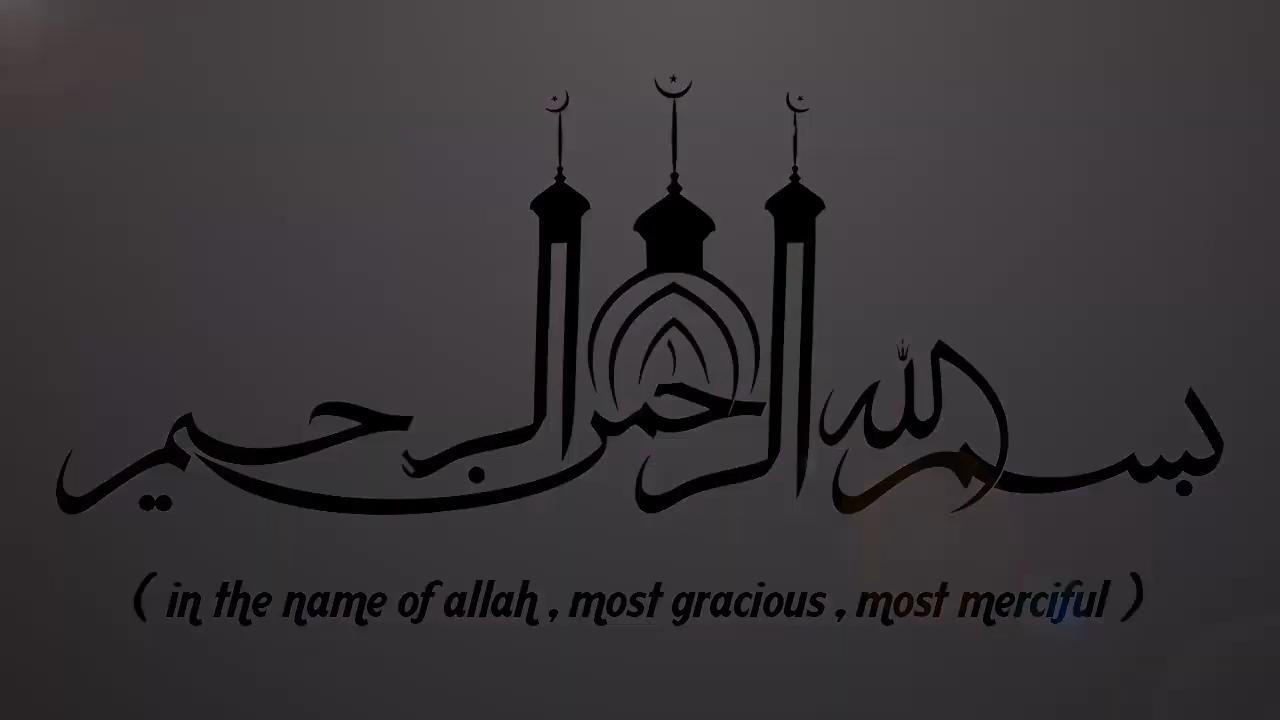 بسم الله الرحمن الرحيم
( in the name of allah , most gracious , most merciful )